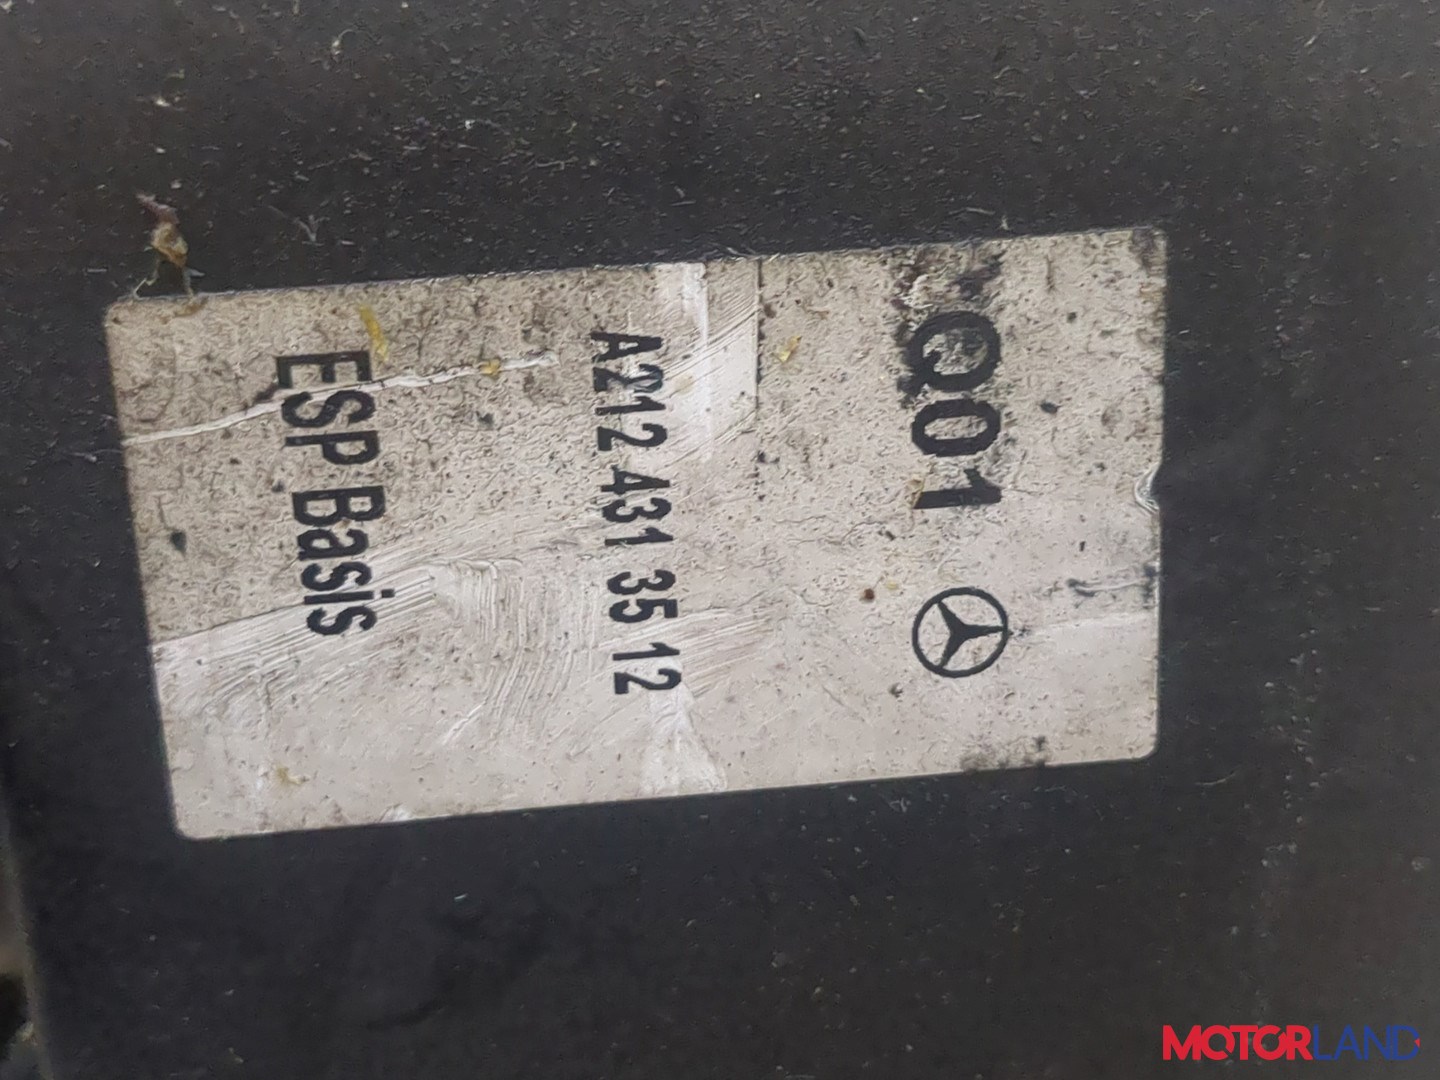 Q01
A212 431 35 12
ESP Basis
MOTORLAND